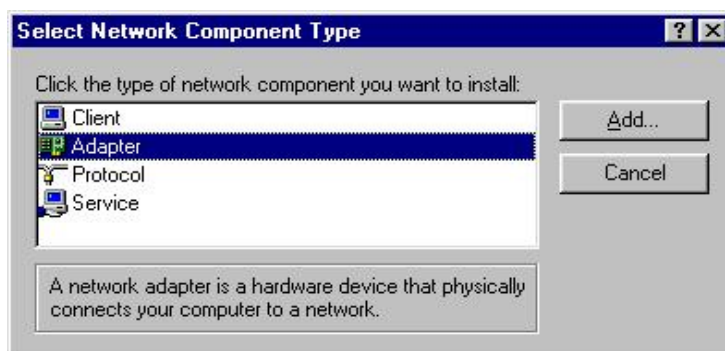 Select Network Component Type
Click the type of network component you want to install:
Client
Adapter
Protocol
Service
Add...
Cancel
A network adapter is a hardware device that physically
connects your computer to a network.